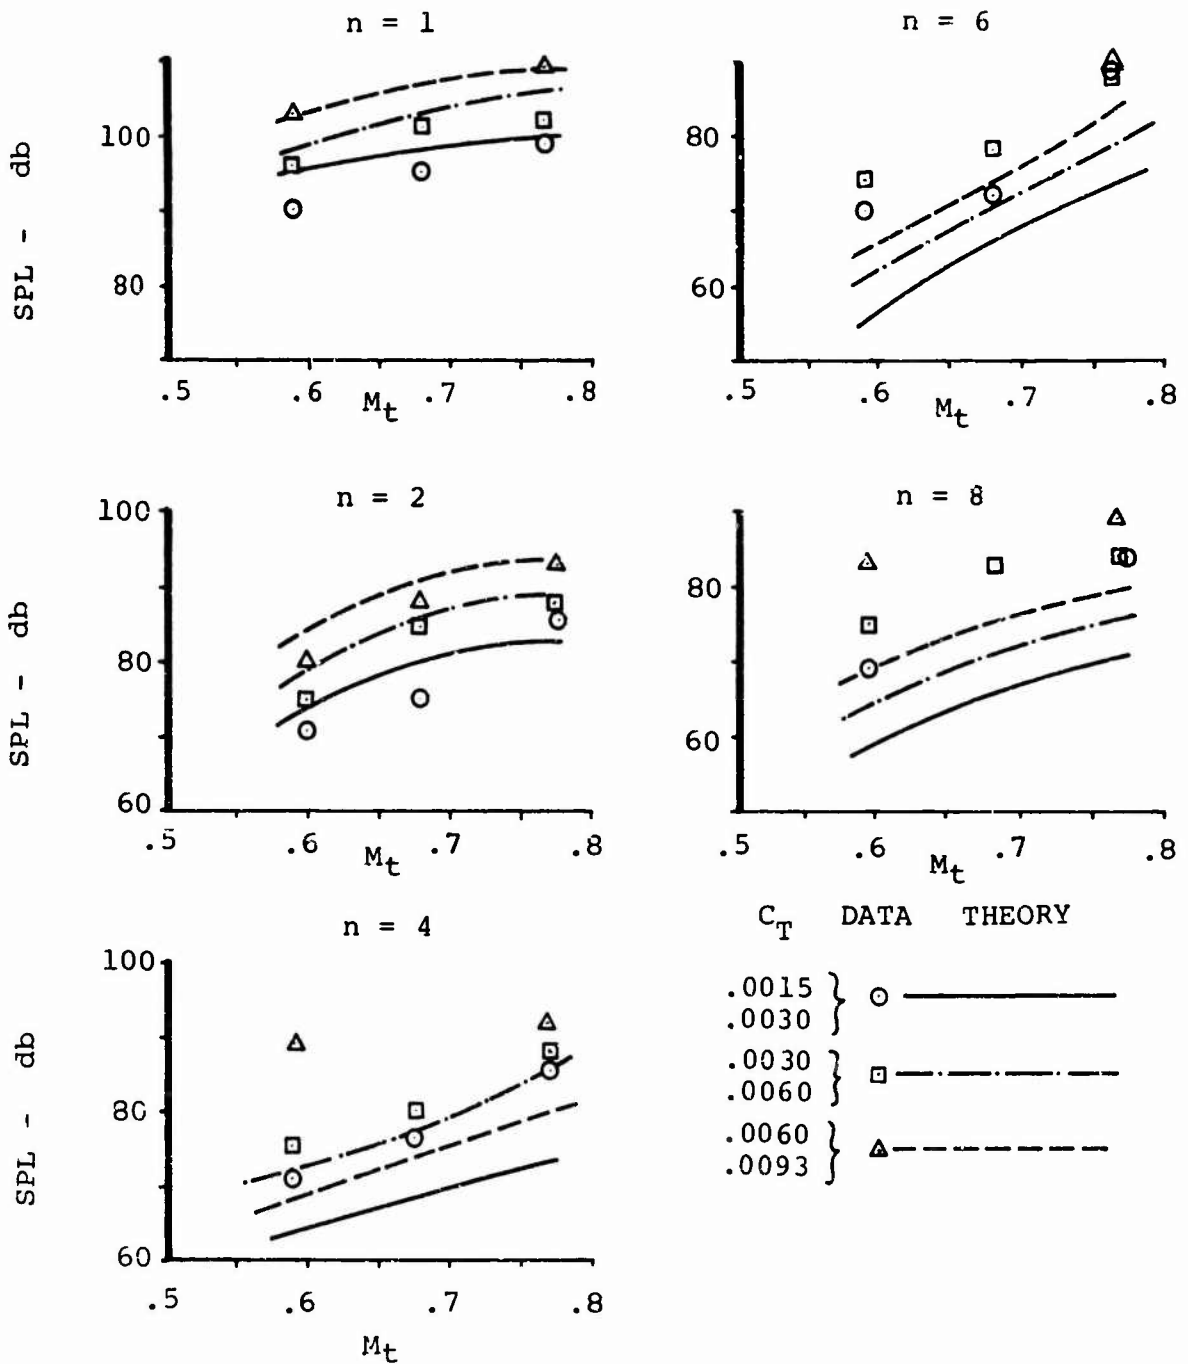 n = 1
SPL - db
100
80
.5 .6 .7 .8
Mt
n = 6
80
60
.5 .6 .7 .8
Mt
n = 2
SPL - db
100
80
60
.5 .6 .7 .8
Mt
n = 8
80
60
.5 .6 .7 .8
Mt
n = 4
SPL - db
100
80
60
.5 .6 .7 .8
Mt
CT DATA THEORY
.0015
.0030
.0030
.0060
.0060
.0093